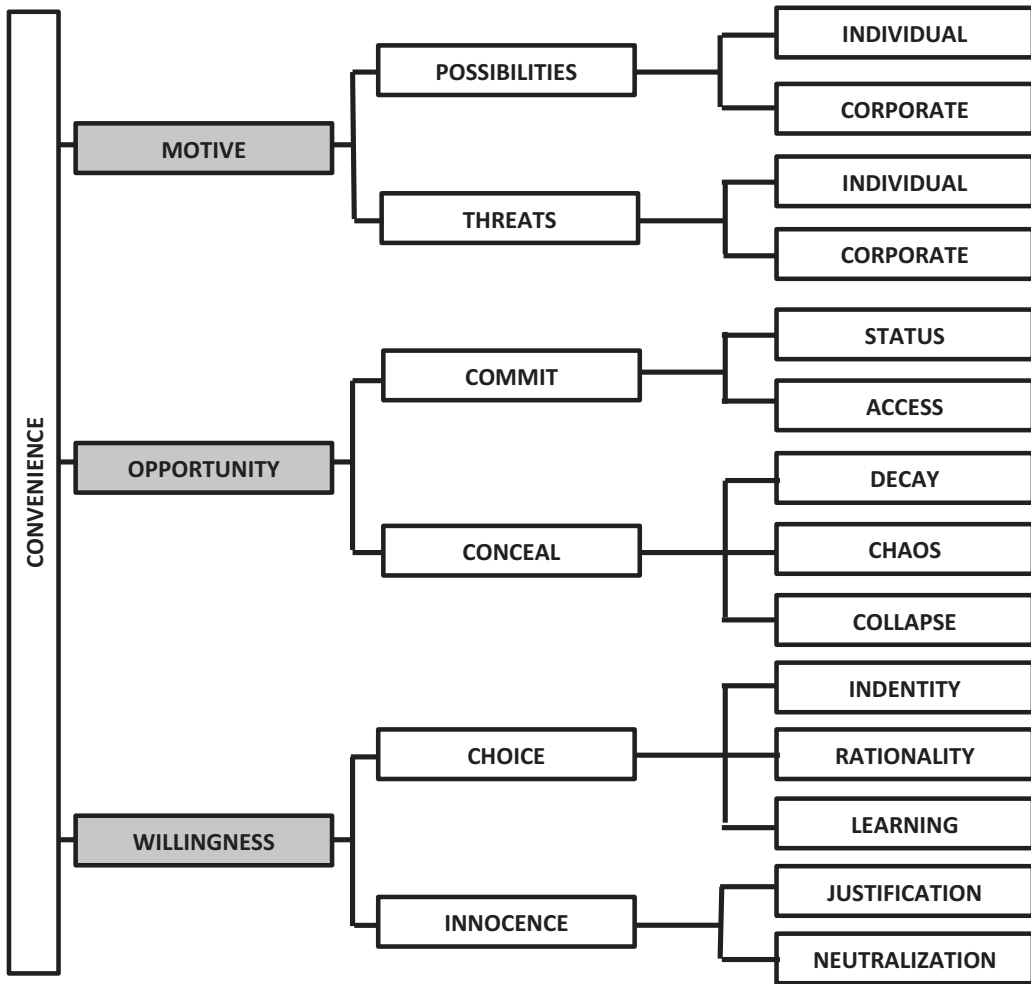 CONVENIENCE
MOTIVE
POSSIBILITIES
INDIVIDUAL
CORPORATE
THREATS
INDIVIDUAL
CORPORATE
OPPORTUNITY
COMMIT
STATUS
ACCESS
CONCEAL
DECAY
CHAOS
COLLAPSE
WILLINGNESS
CHOICE
INDENTITY
RATIONALITY
LEARNING
INNOCENCE
JUSTIFICATION
NEUTRALIZATION